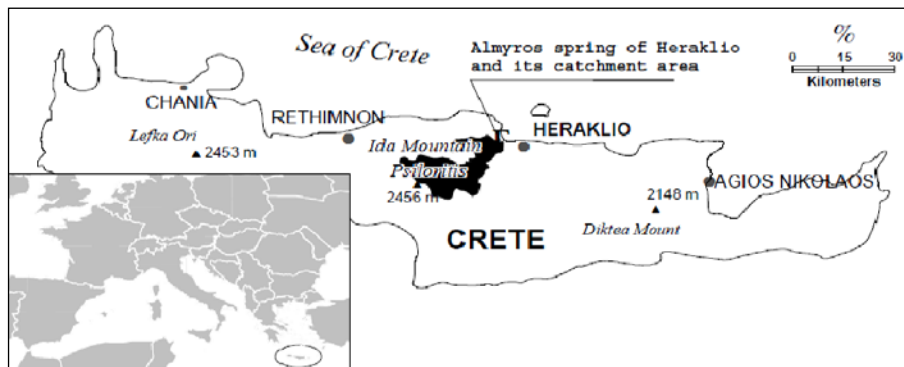 Sea of Crete
Almyros spring of Heraklio
and its catchment area
%
0 15 30
Kilometers
CHANIA
RETHIMNON
HERAKLIO
Lefka Ori
2453 m
Ida Mountain
Psiloritis
2456 m
2148 m
AGIOS NIKOLAOS
CRETE
Diktea Mount